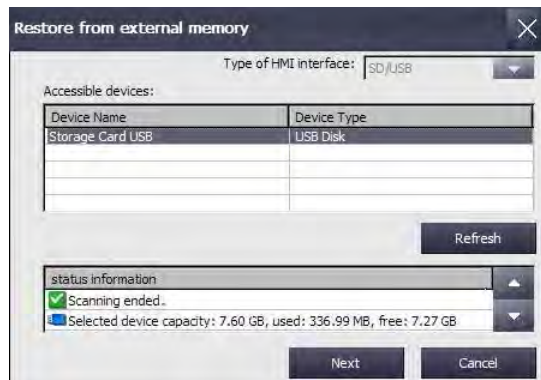 Restore from external memory
Type of HMI interface: SD/USB
Accessible devices:
Device Name Device Type
Storage Card USB USB Disk
Refresh
status information
Scanning ended.
Selected device capacity: 7.60 GB, used: 336.99 MB, free: 7.27 GB
Next Cancel